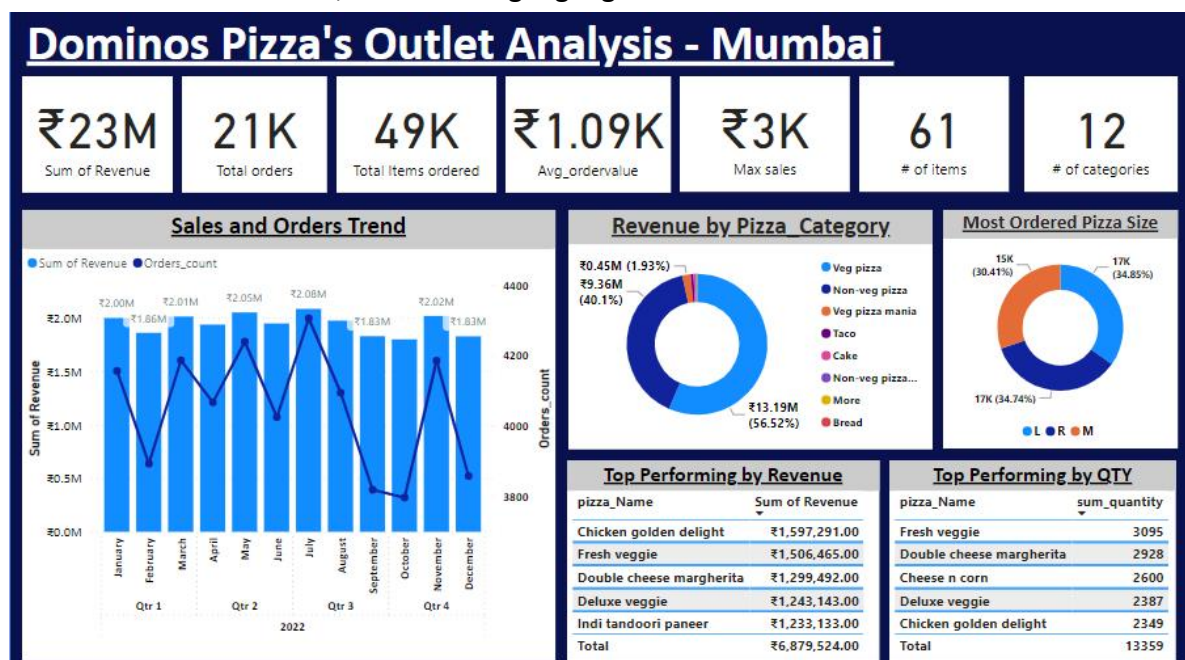 Dominos Pizza's Outlet Analysis - Mumbai
₹23M
Sum of Revenue
21K
Total orders
49K
Total Items ordered
₹1.09K
Avg_ordervalue
₹3K
Max sales
61
# of items
12
# of categories
Sales and Orders Trend
Sum of Revenue Orders_count
₹2.00M
₹1.86M
₹2.01M
₹2.05M
₹2.08M
₹1.83M
₹2.02M
₹1.83M
Sum of Revenue
₹2.0M
₹1.5M
₹1.0M
₹0.5M
₹0.0M
4400
4200
4000
3800
Orders_count
January
February
March
April
May
June
July
August
September
October
November
December
Qtr 1
Qtr 2
Qtr 3
Qtr 4
2022
Revenue by Pizza_Category
₹0.45M (1.93%)
₹9.36M
(40.1%)
₹13.19M
(56.52%)
Veg pizza
Non-veg pizza
Veg pizza mania
Taco
Cake
Non-veg pizza...
More
Bread
Most Ordered Pizza Size
15K
(30.41%)
17K
(34.85%)
17K (34.74%)
L R M
Top Performing by Revenue
pizza_Name Sum of Revenue
Chicken golden delight ₹1,597,291.00
Fresh veggie ₹1,506,465.00
Double cheese margherita ₹1,299,492.00
Deluxe veggie ₹1,243,143.00
Indi tandoori paneer ₹1,233,133.00
Total ₹6,879,524.00
Top Performing by QTY
pizza_Name sum_quantity
Fresh veggie 3095
Double cheese margherita 2928
Cheese n corn 2600
Deluxe veggie 2387
Chicken golden delight 2349
Total 13359